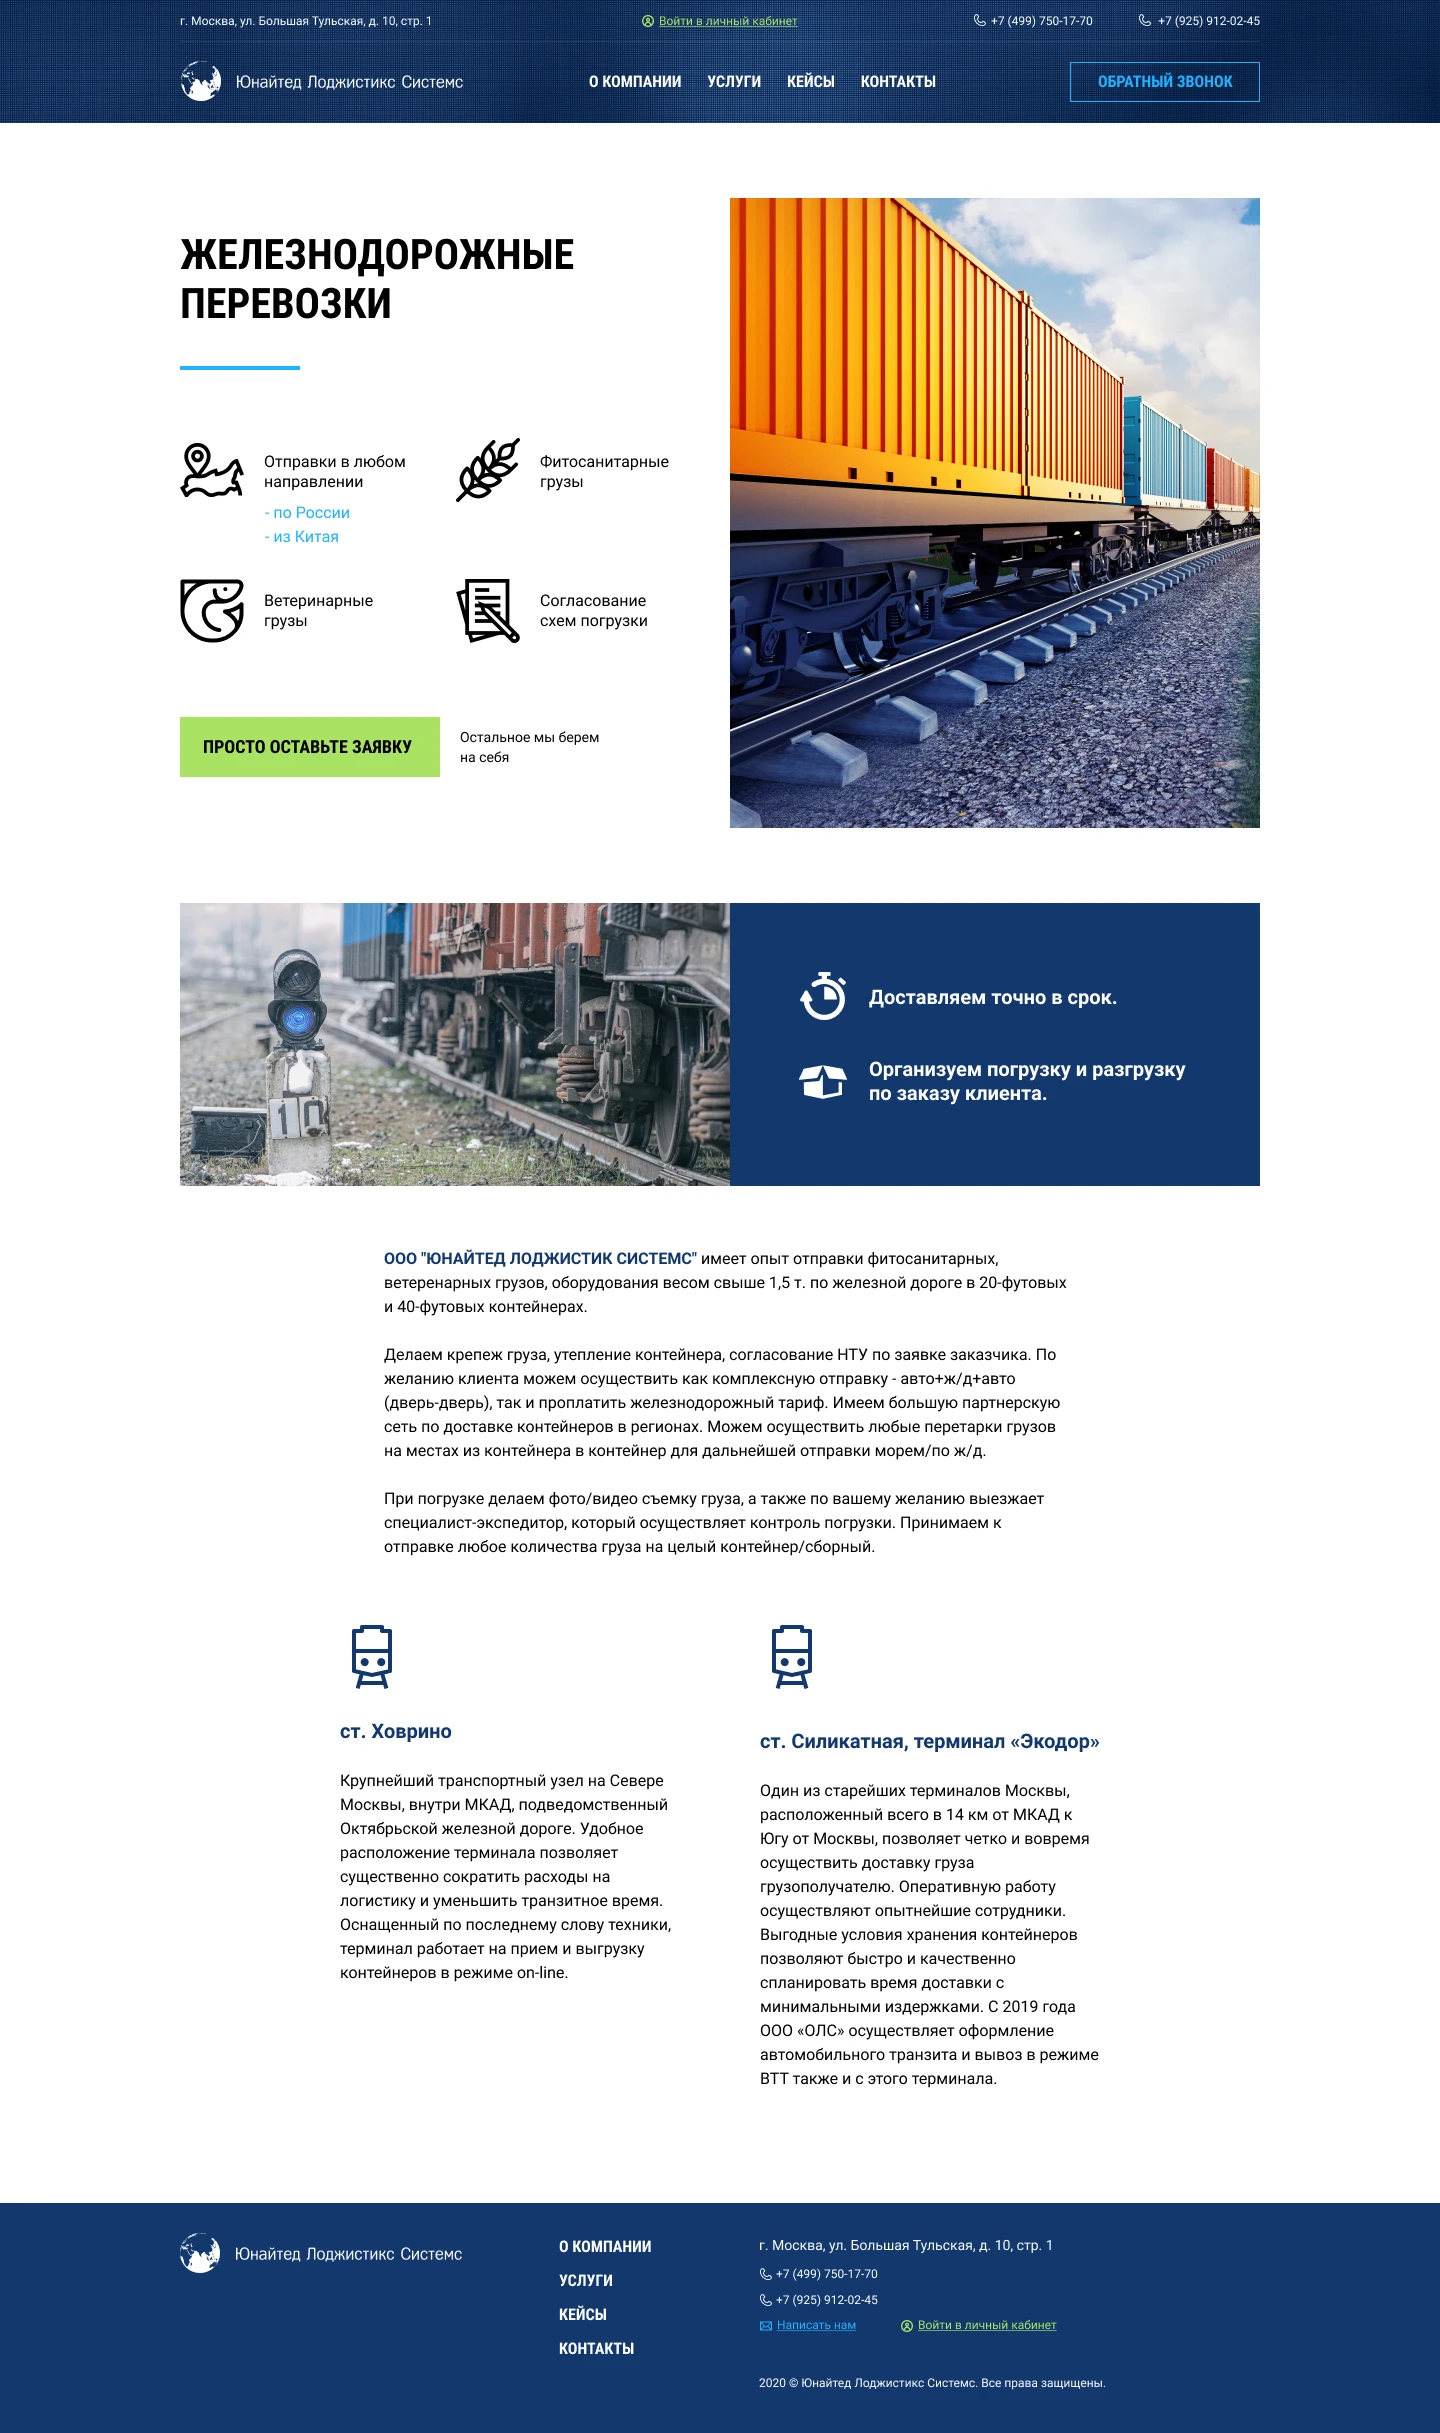 г. Москва, ул. Большая Тульская, д. 10, стр. 1
Войти в личный кабинет
+7 (499) 750-17-70
+7 (925) 912-02-45
Юнайтед Лоджистикс Системс
О КОМПАНИИ
УСЛУГИ
КЕЙСЫ
КОНТАКТЫ
ОБРАТНЫЙ ЗВОНОК
ЖЕЛЕЗНОДОРОЖНЫЕ
ПЕРЕВОЗКИ
Отправки в любом
направлении
- по России
- из Китая
Фитосанитарные
грузы
Ветеринарные
грузы
Согласование
схем погрузки
ПРОСТО ОСТАВЬТЕ ЗАЯВКУ
Остальное мы берем
на себя
10
Доставляем точно в срок.
Организуем погрузку и разгрузку
по заказу клиента.
ООО "ЮНАЙТЕД ЛОДЖИСТИК СИСТЕМС" имеет опыт отправки фитосанитарных,
ветеренарных грузов, оборудования весом свыше 1,5 т. по железной дороге в 20-футовых
и 40-футовых контейнерах.
Делаем крепеж груза, утепление контейнера, согласование НТУ по заявке заказчика. По
желанию клиента можем осуществить как комплексную отправку - авто+ж/д+авто
(дверь-дверь), так и проплатить железнодорожный тариф. Имеем большую партнерскую
сеть по доставке контейнеров в регионах. Можем осуществить любые перетарки грузов
на местах из контейнера в контейнер для дальнейшей отправки морем/по ж/д.
При погрузке делаем фото/видео съемку груза, а также по вашему желанию выезжает
специалист-экспедитор, который осуществляет контроль погрузки. Принимаем к
отправке любое количества груза на целый контейнер/сборный.
ст. Ховрино
Крупнейший транспортный узел на Севере
Москвы, внутри МКАД, подведомственный
Октябрьской железной дороге. Удобное
расположение терминала позволяет
существенно сократить расходы на
логистику и уменьшить транзитное время.
Оснащенный по последнему слову техники,
терминал работает на прием и выгрузку
контейнеров в режиме on-line.
ст. Силикатная, терминал «Экодор»
Один из старейших терминалов Москвы,
расположенный всего в 14 км от МКАД к
Югу от Москвы, позволяет четко и вовремя
осуществить доставку груза
грузополучателю. Оперативную работу
осуществляют опытнейшие сотрудники.
Выгодные условия хранения контейнеров
позволяют быстро и качественно
спланировать время доставки с
минимальными издержками. С 2019 года
ООО «ОЛС» осуществляет оформление
автомобильного транзита и вывоз в режиме
ВТТ также и с этого терминала.
Юнайтед Лоджистикс Системс
О КОМПАНИИ
УСЛУГИ
КЕЙСЫ
КОНТАКТЫ
г. Москва, ул. Большая Тульская, д. 10, стр. 1
+7 (499) 750-17-70
+7 (925) 912-02-45
Написать нам
Войти в личный кабинет
2020 © Юнайтед Лоджистикс Системс. Все права защищены.